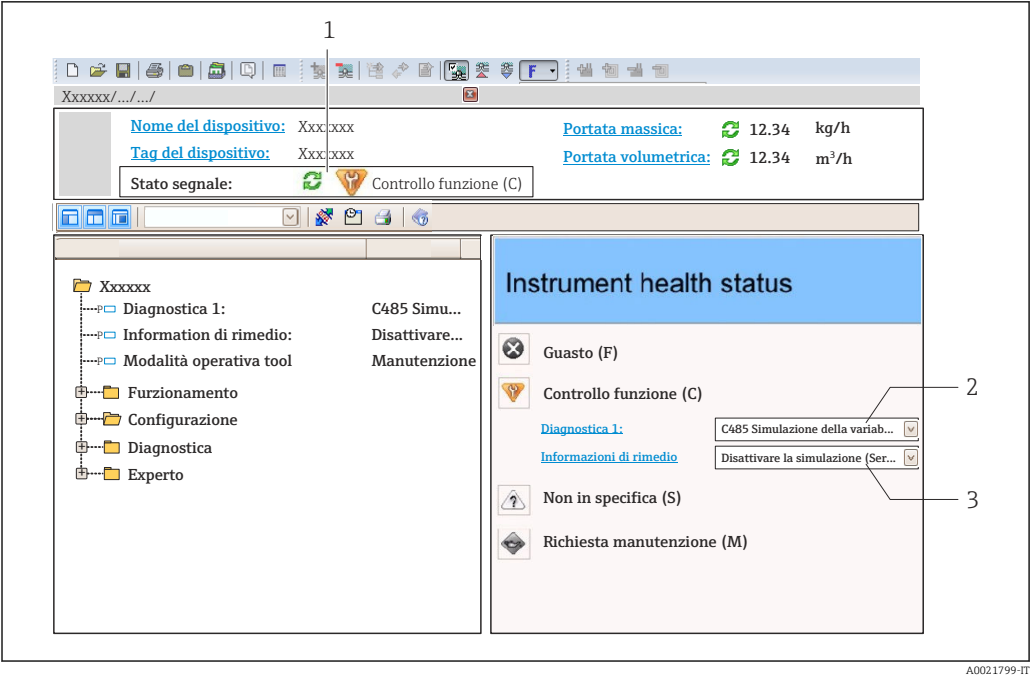 1
F
Xxxxxx/.../.../
Nome del dispositivo: Xxxxxxx Portata massica: 12.34 kg/h
Tag del dispositivo: Xxxxxxx Portata volumetrica: 12.34 m³/h
Stato segnale: Controllo funzione (C)
Instrument health status
Xxxxxx
P Diagnostica 1: C485 Simu...
P Information di rimedio: Disattivare...
P Modalità operativa tool Manutenzione
Furzionamento
Configurazione
Diagnostica
Experto
Guasto (F)
Controllo funzione (C)
2
Diagnostica 1: C485 Simulazione della variab...
Informazioni di rimedio Disattivare la simulazione (Ser...
3
Non in specifica (S)
Richiesta manutenzione (M)
A0021799-IT